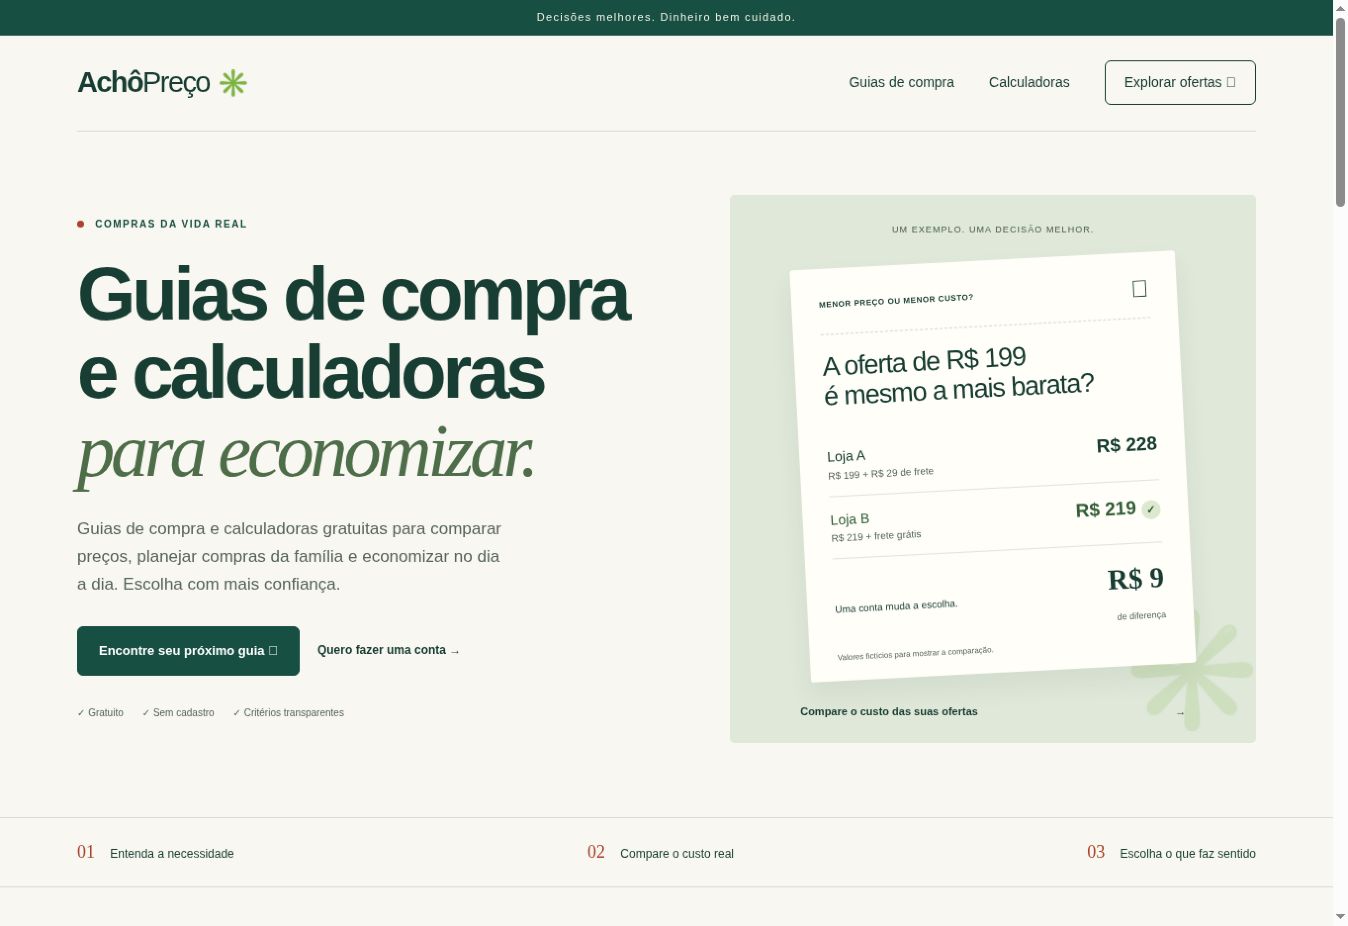 Decisões melhores. Dinheiro bem cuidado.
AchôPreço
Guias de compra
Calculadoras
Explorar ofertas
COMPRAS DA VIDA REAL
Guias de compra
e calculadoras
para economizar.
Guias de compra e calculadoras gratuitas para comparar
preços, planejar compras da família e economizar no dia
a dia. Escolha com mais confiança.
Encontre seu próximo guia
Quero fazer uma conta →
✓ Gratuito
✓ Sem cadastro
✓ Critérios transparentes
UM EXEMPLO. UMA DECISÃO MELHOR.
MENOR PREÇO OU MENOR CUSTO?
A oferta de R$ 199
é mesmo a mais barata?
Loja A
R$ 199 + R$ 29 de frete
R$ 228
Loja B
R$ 219 + frete grátis
R$ 219 ✓
Uma conta muda a escolha.
R$ 9
de diferença
Valores fictícios para mostrar a comparação.
Compare o custo das suas ofertas →
01 Entenda a necessidade
02 Compare o custo real
03 Escolha o que faz sentido